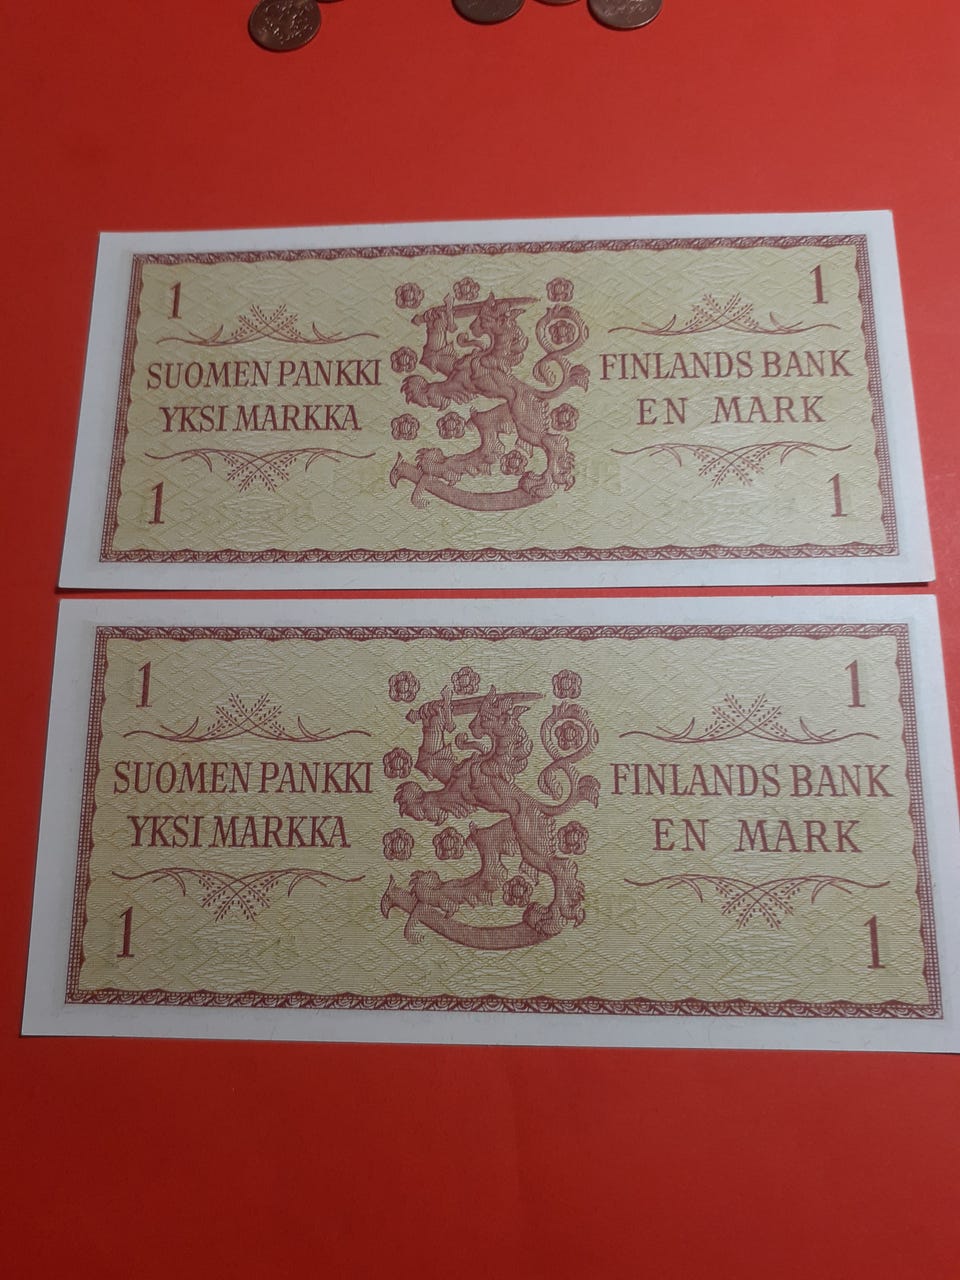 1 1
SUOMEN PANKKI FINLANDS BANK
YKSI MARKKA EN MARK
1 1
1 1
SUOMEN PANKKI FINLANDS BANK
YKSI MARKKA EN MARK
1 1